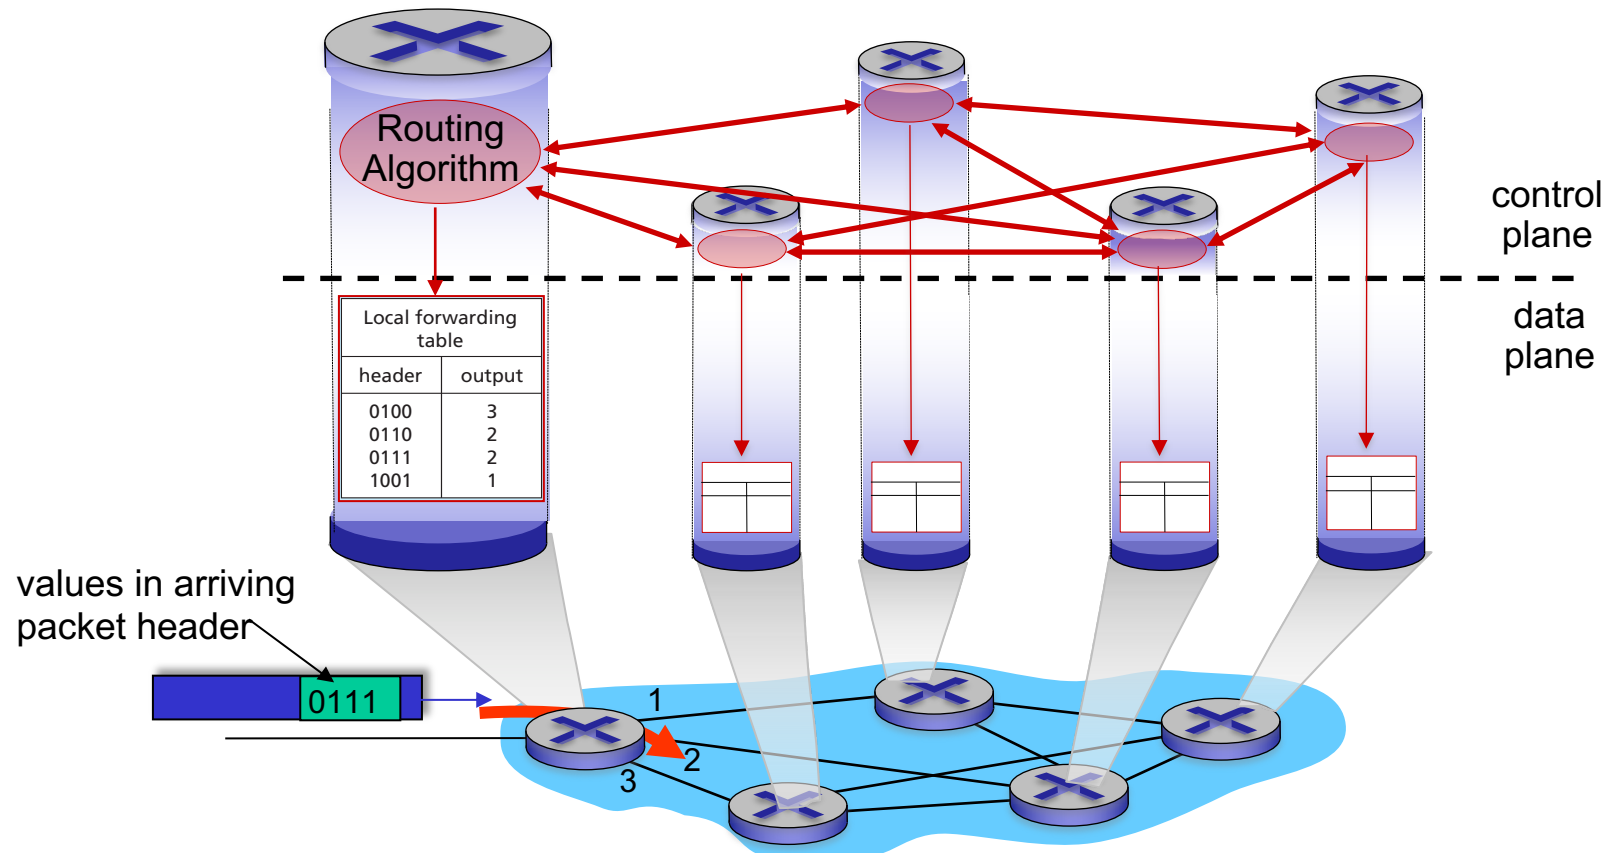 Routing
Algorithm
control
plane
data
plane
Local forwarding
table
header output
0100 3
0110 2
0111 2
1001 1
values in arriving
packet header
0111
1
2
3